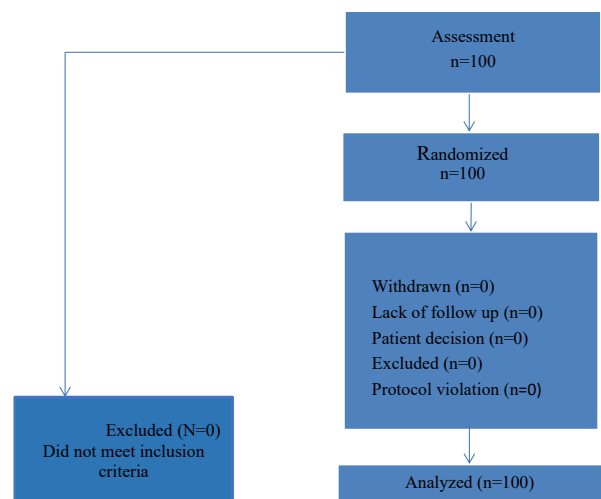 Assessment
n=100
Randomized
n=100
Withdrawn (n=0)
Lack of follow up (n=0)
Patient decision (n=0)
Excluded (n=0)
Protocol violation (n=0)
Excluded (N=0)
Did not meet inclusion
criteria
Analyzed (n=100)